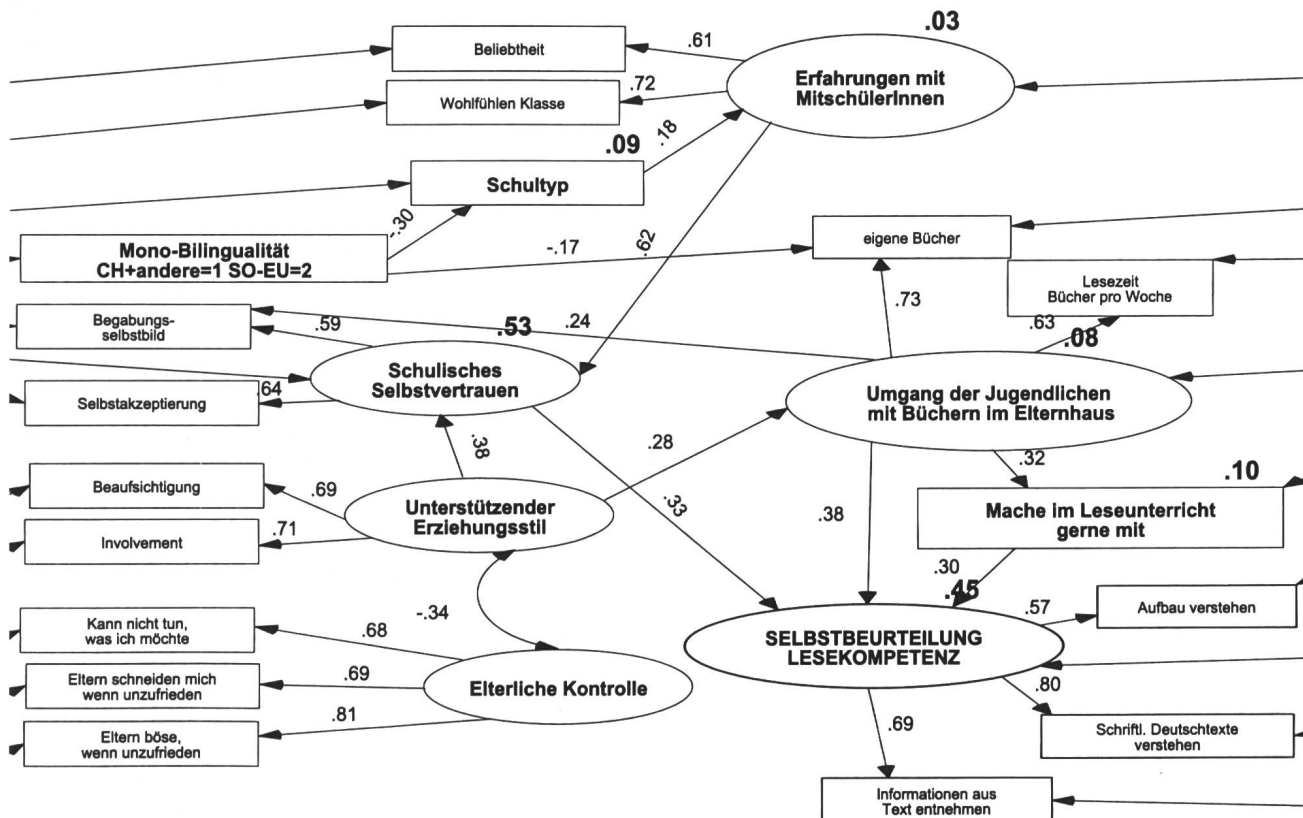 .03
Beliebtheit
.61
Erfahrungen mit
MitschülerInnen
Wohlfühlen Klasse
.72
.18
.09
Schultyp
-.30
Mono-Bilingualität
CH+andere=1 SO-EU=2
-.17
.62
eigene Bücher
Lesezeit
Bücher pro Woche
.73
.63
.08
Begabungs-
selbstbild
.59
.24
.53
Schulisches
Selbstvertrauen
Umgang der Jugendlichen
mit Büchern im Elternhaus
Selbstakzeptierung
.64
.38
.28
.32
.10
Beaufsichtigung
.69
Unterstützender
Erziehungsstil
.33
.38
Mache im Leseunterricht
gerne mit
Involvement
.71
.30
.45
.57
Aufbau verstehen
Kann nicht tun,
was ich möchte
.68
-.34
SELBSTBEURTEILUNG
LESEKOMPETENZ
Eltern schneiden mich
wenn unzufrieden
.69
Elterliche Kontrolle
.80
.81
Eltern böse,
wenn unzufrieden
.69
Schriftl. Deutschtexte
verstehen
Informationen aus
Text entnehmen